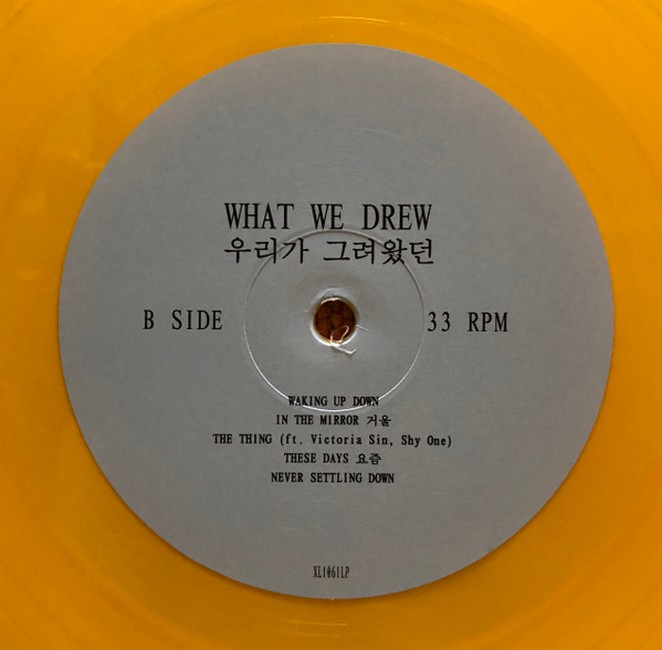 WHAT WE DREW
우리가 그려왔던
B SIDE 33 RPM
WAKING UP DOWN
IN THE MIRROR 거울
THE THING (ft. Victoria Sin, Shy One)
THESE DAYS 요즘
NEVER SETTLING DOWN
XL1061LP